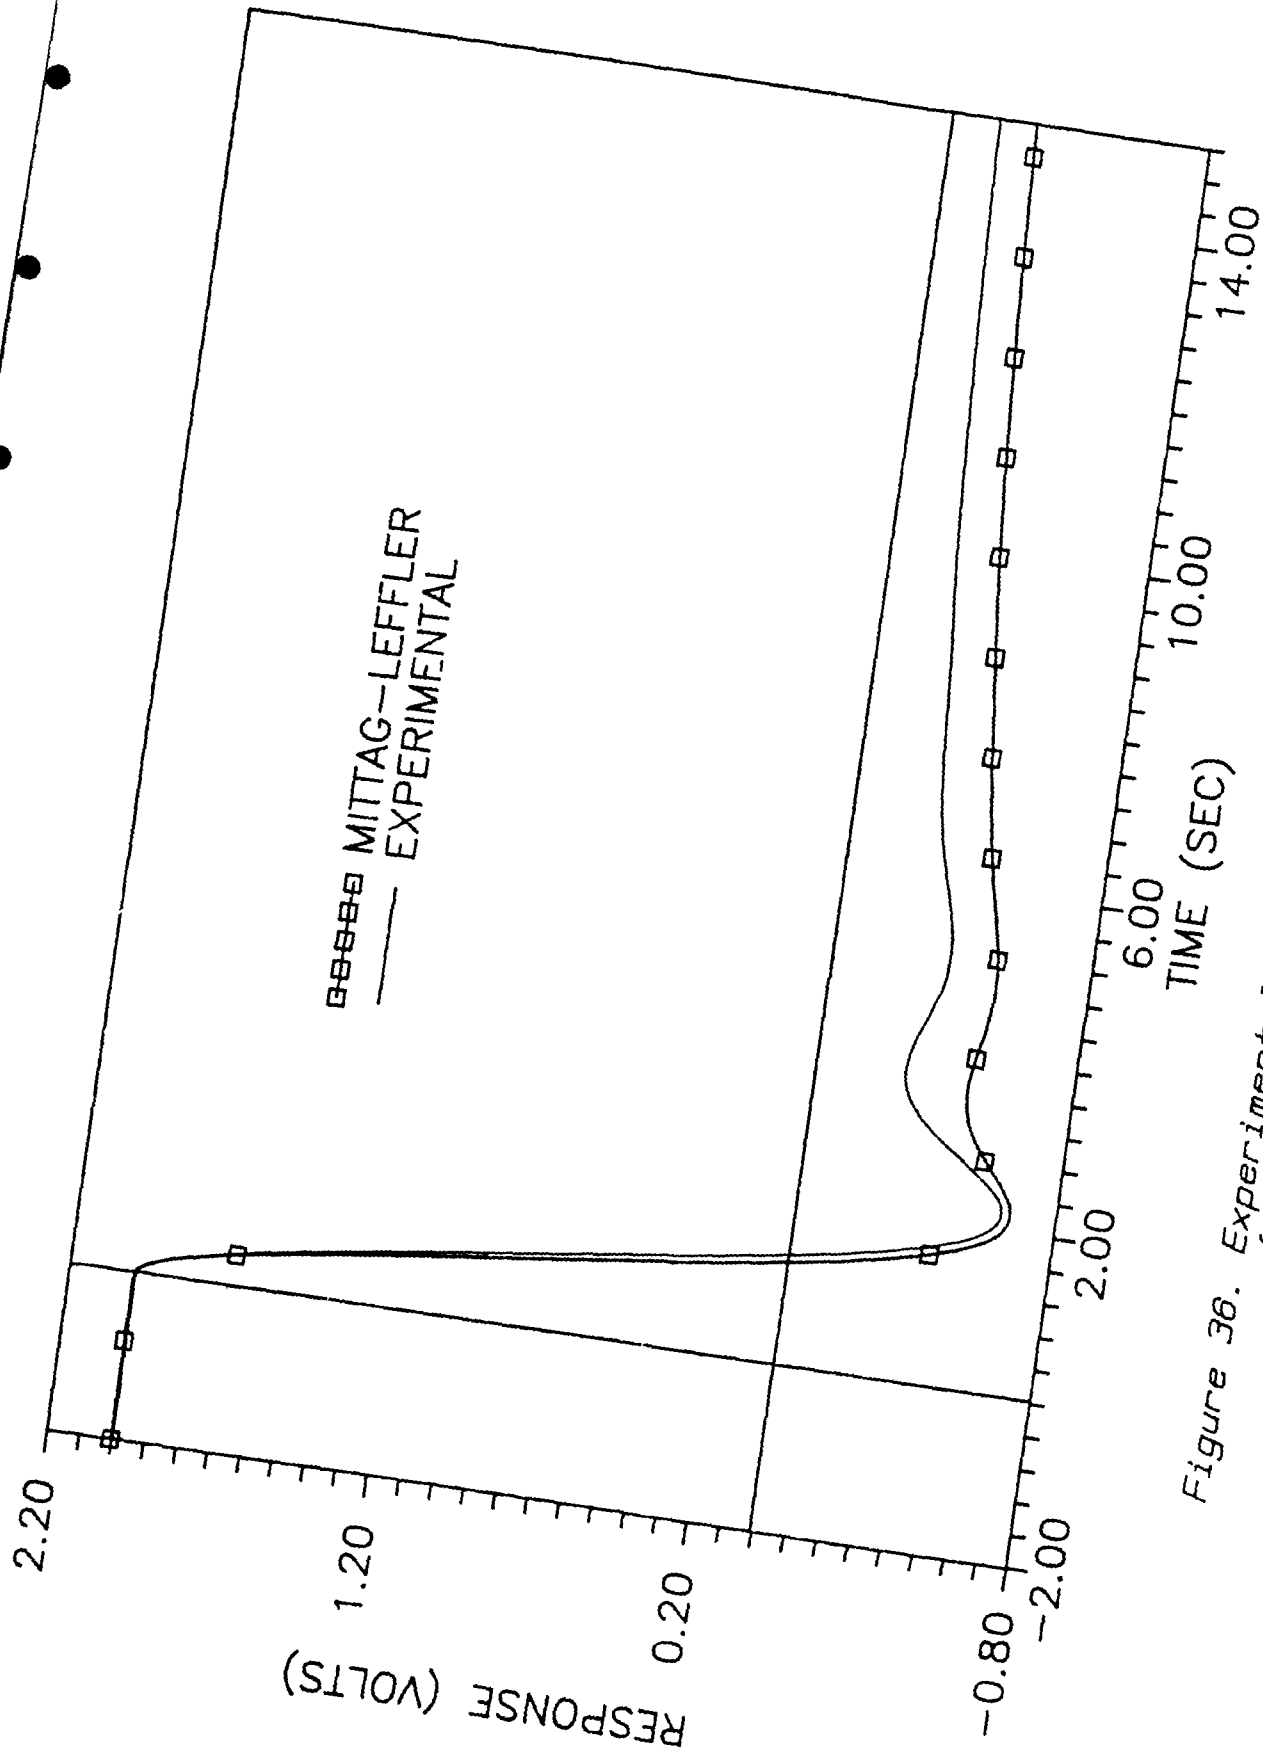 2.20
1.20
0.20
-0.80
RESPONSE (VOLTS)
MITTAG-LEFFLER
EXPERIMENTAL
-2.00
2.00
6.00
10.00
14.00
TIME (SEC)
Figure 36.